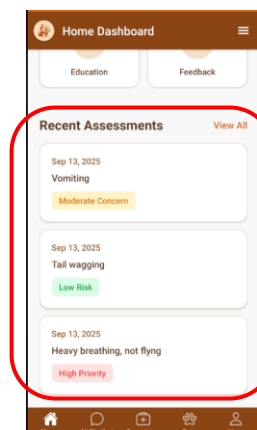 Home Dashboard
Education
Feedback
Recent Assessments
View All
Sep 13, 2025
Vomiting
Moderate Concern
Sep 13, 2025
Tail wagging
Low Risk
Sep 13, 2025
Heavy breathing, not flyng
High Priority